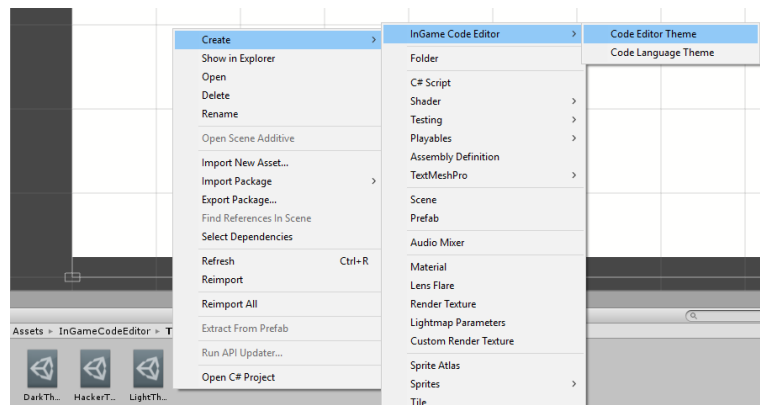 Create
Show in Explorer
Open
Delete
Rename
Open Scene Additive
Import New Asset...
Import Package
Export Package...
Find References In Scene
Select Dependencies
Refresh Ctrl+R
Reimport
Reimport All
Extract From Prefab
Run API Updater...
Open C# Project
InGame Code Editor
Folder
C# Script
Shader
Testing
Playables
Assembly Definition
TextMeshPro
Scene
Prefab
Audio Mixer
Material
Lens Flare
Render Texture
Lightmap Parameters
Custom Render Texture
Sprite Atlas
Sprites
Tile
Code Editor Theme
Code Language Theme
Assets ▸ InGameCodeEditor ▸ T
DarkTh... HackerT... LightTh...